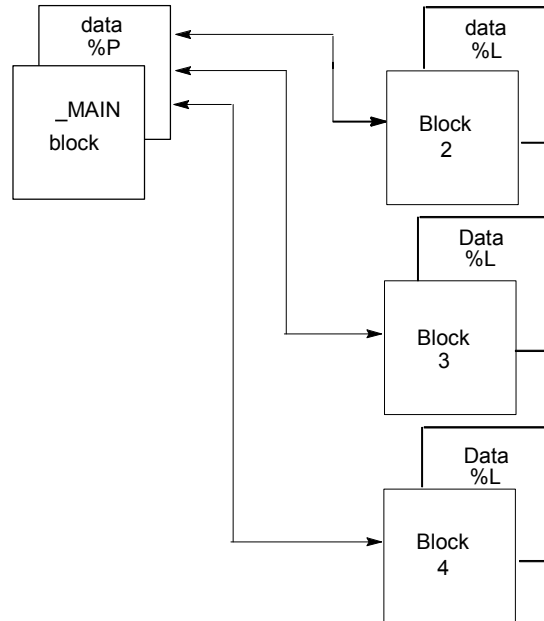 data
%P
_MAIN
block
data
%L
Block
2
Data
%L
Block
3
Data
%L
Block
4